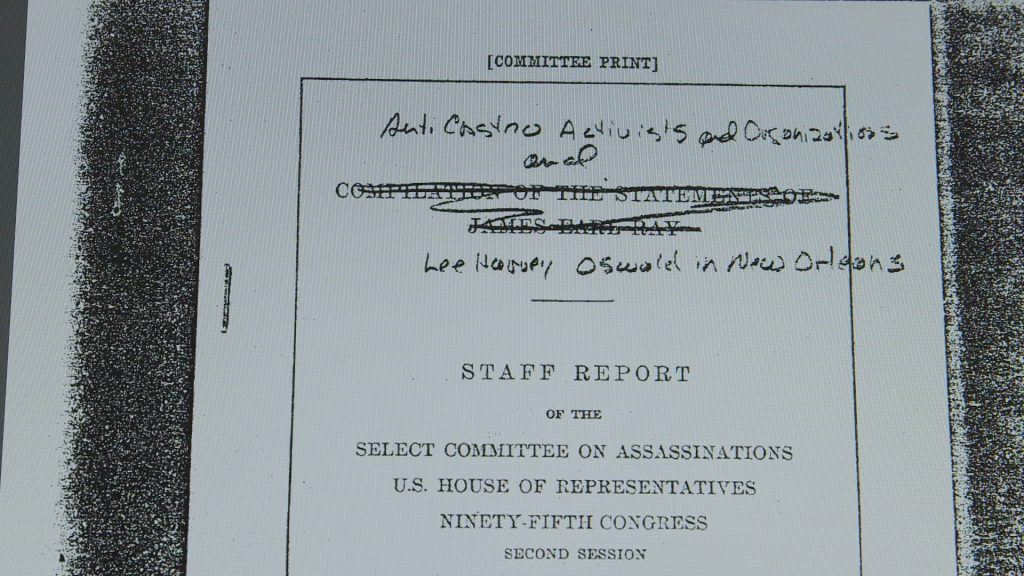 [COMMITTEE PRINT]
Anti Castro Activists and Organizations
and
COMPILATION OF THE STATEMENTS OF
JAMES EARL RAY
Lee Harvey Oswald in New Orleans
STAFF REPORT
OF THE
SELECT COMMITTEE ON ASSASSINATIONS
U.S. HOUSE OF REPRESENTATIVES
NINETY-FIFTH CONGRESS
SECOND SESSION